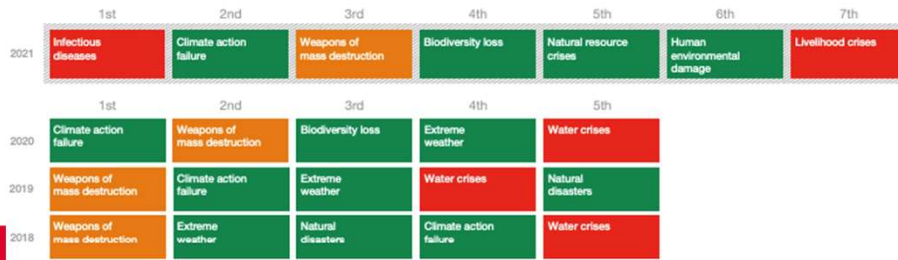 1st 2nd 3rd 4th 5th 6th 7th
2021
Infectious
diseases
Climate action
failure
Weapons of
mass destruction
Biodiversity loss
Natural resource
crises
Human
environmental
damage
Livelihood crises
1st 2nd 3rd 4th 5th
2020
Climate action
failure
Weapons of
mass destruction
Biodiversity loss
Extreme
weather
Water crises
2019
Weapons of
mass destruction
Climate action
failure
Extreme
weather
Water crises
Natural
disasters
2018
Weapons of
mass destruction
Extreme
weather
Natural
disasters
Climate action
failure
Water crises